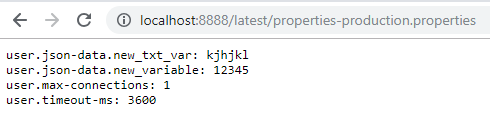 localhost:8888/latest/properties-production.properties
user.json-data.new_txt_var: kjhjkl
user.json-data.new_variable: 12345
user.max-connections: 1
user.timeout-ms: 3600